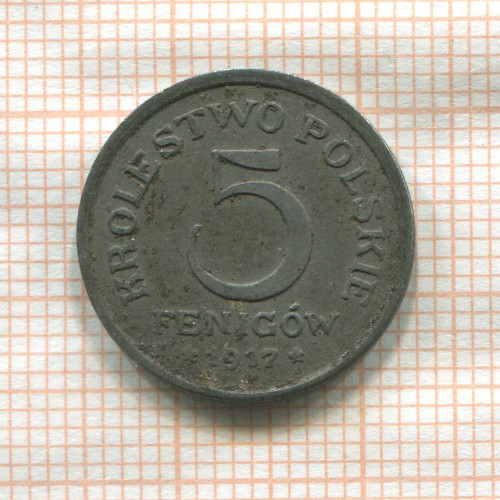 KRÓLESTWO POLSKIE
5
FENIGÓW
* 1917 *